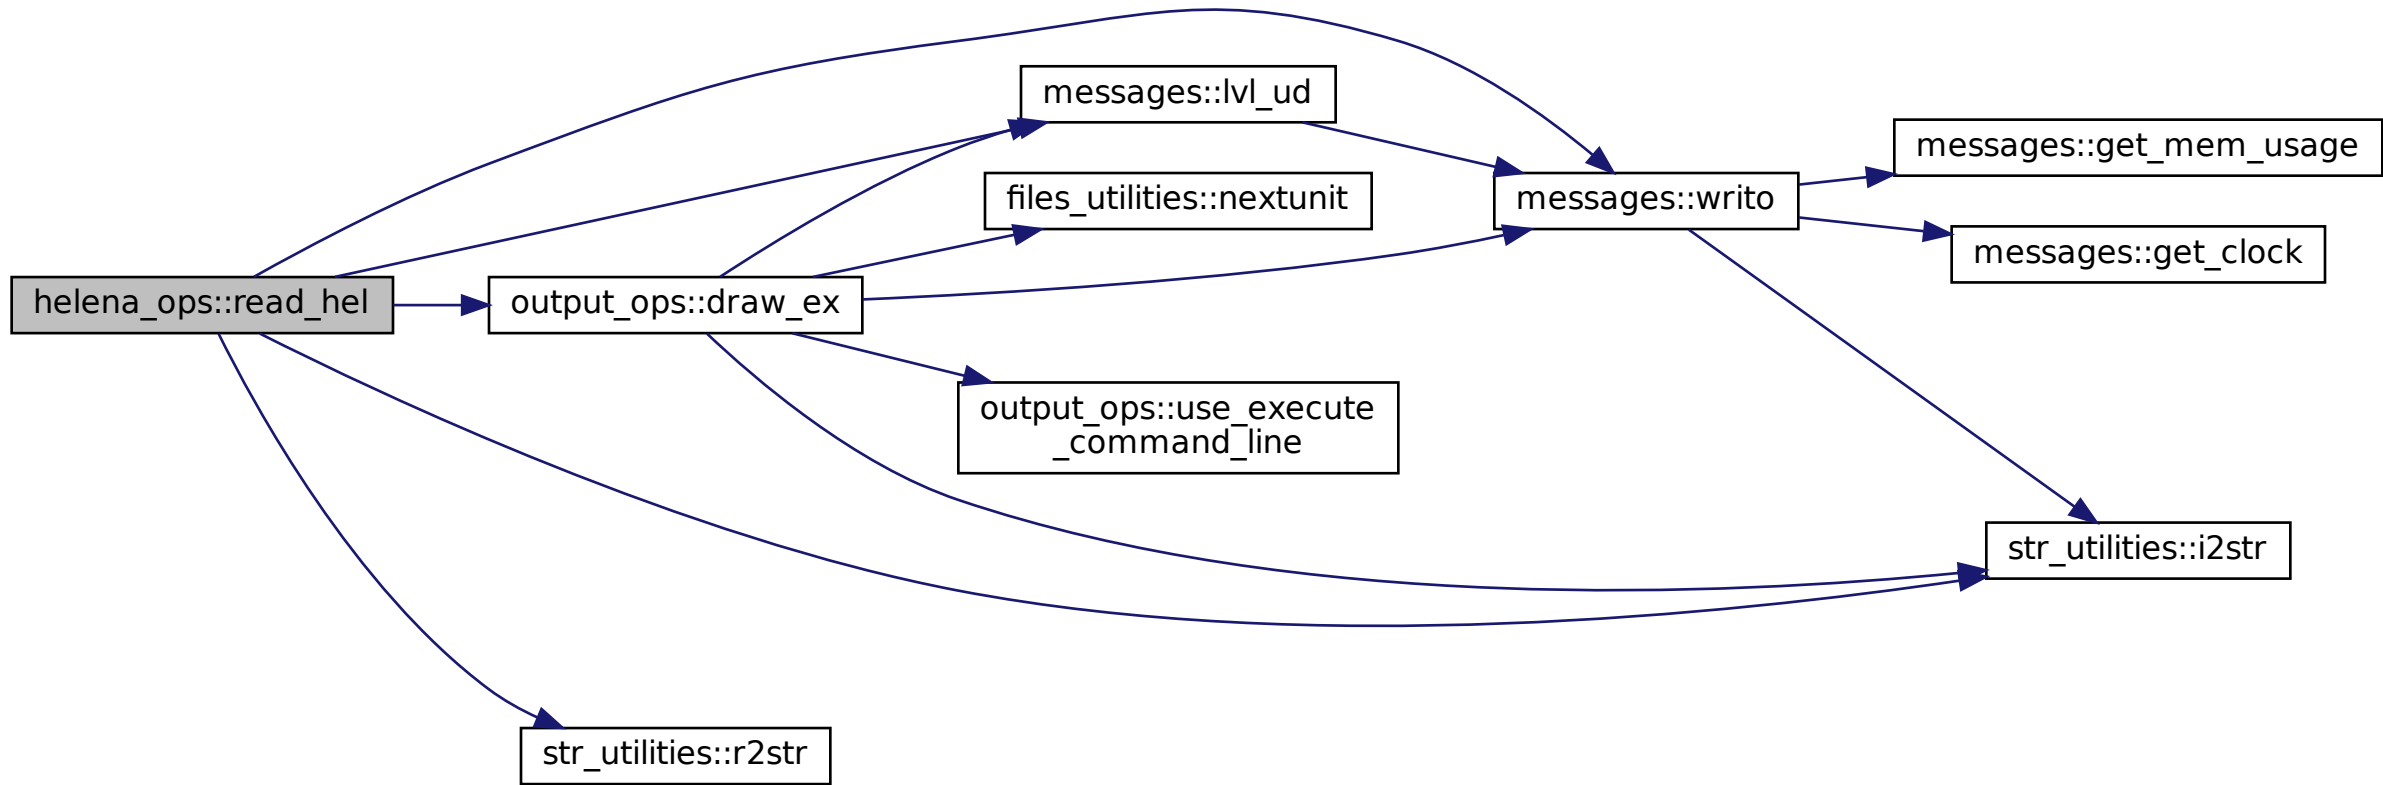 messages::lvl_ud
messages::get_mem_usage
files_utilities::nextunit
messages::writo
messages::get_clock
helena_ops::read_hel
output_ops::draw_ex
output_ops::use_execute
_command_line
str_utilities::i2str
str_utilities::r2str